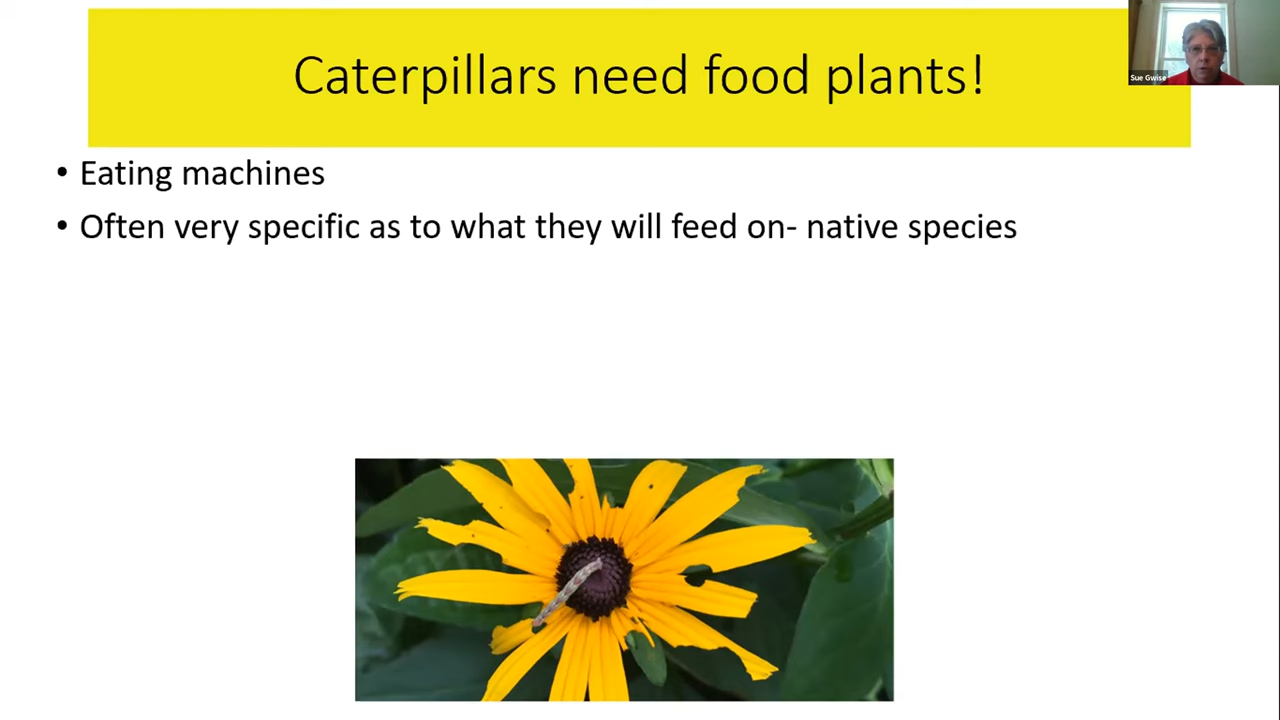 Caterpillars need food plants!
Sue Gwise
• Eating machines
• Often very specific as to what they will feed on- native species